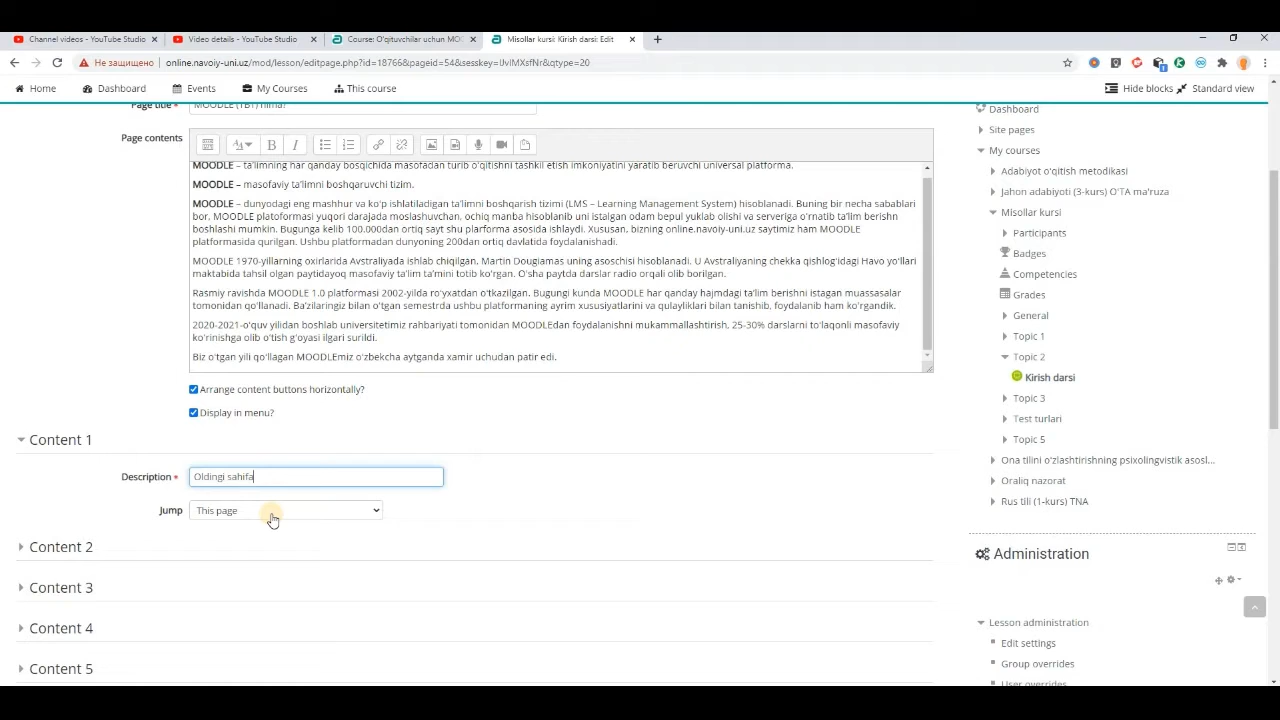 Channel videos - YouTube Studio
Video details - YouTube Studio
Course: O'qituvchilar uchun MOO
Misollar kursi: Kirish darsi: Edit
Не защищено
online.navoiy-uni.uz/mod/lesson/editpage.php?id=18766&pageid=54&sesskey=IJvlMXsfNr&qtype=20
Home
Dashboard
Events
My Courses
This course
Hide blocks
Standard view
Page title
MOODLE (TBT) nima?
Page contents
MOODLE – ta'limning har qanday bosqichida masofadan turib o'qitishni tashkil etish imkoniyatini yaratib beruvchi universal platforma.
MOODLE – masofaviy ta'limni boshqaruvchi tizim.
MOODLE – dunyodagi eng mashhur va ko'p ishlatiladigan ta'limni boshqarish tizimi (LMS – Learning Management System) hisoblanadi. Buning bir necha sabablari
bor. MOODLE platoformasi yuqori darajada moslashuvchan, ochiq manba hisoblanib uni istalgan odam bepul yuklab olishi va serveriga o'rnatib ta'lim berishn
boshlashi mumkin. Bugunga kelib 100.000dan ortiq sayt shu plarforma asosida ishlaydi. Xususan, bizning online.navoiy-uni.uz saytimiz ham MOODLE
platformasida qurilgan. Ushbu platformadan dunyoning 200dan ortiq davlatida foydalanishadi.
MOODLE 1970-yillarning oxirlarida Avstraliyada ishlab chiqilgan, Martin Dougiamas uning asoschisi hisoblanadi. U Avstraliyaning chekka qishlog'idagi Havo yo'llari
maktabida tahsil olgan paytidayoq masofaviy ta'lim ta'mini totib ko'rgan. O'sha paytda darslar radio orqali olib borilgan.
Rasmiy ravishda MOODLE 1.0 platformasi 2002-yilda ro'yxatdan o'tkazilgan. Bugungi kunda MOODLE har qanday hajmdagi ta'lim berishni istagan muassasalar
tomonidan qo'llanadi. Ba'zilaringiz bilan o'tgan semestrda ushbu platformaning ayrim xususiyatlarini va qulayliklari bilan tanishib, foydalanib ham ko'rgandik.
2020-2021-o'quv yilidan boshlab universitetimiz rahbariyati tomonidan MOODLEdan foydalanishni mukammallashtirish, 25-30% darslarni to'laqonli masofaviy
ko'rinishga olib o'tish g'oyasi ilgari surildi.
Biz o'tgan yili qo'llagan MOODLEmiz o'zbekcha aytganda xamir uchudan patir edi.
Arrange content buttons horizontally?
Display in menu?
Content 1
Description
Oldingi sahifa
Jump
This page
Content 2
Content 3
Content 4
Content 5
Dashboard
Site pages
My courses
Adabiyot o'qitish metodikasi
Jahon adabiyoti (3-kurs) O'TA ma'ruza
Misollar kursi
Participants
Badges
Competencies
Grades
General
Topic 1
Topic 2
Kirish darsi
Topic 3
Test turlari
Topic 5
Ona tilini o'zlashtirishning psixolingvistik asosl...
Oraliq nazorat
Rus tili (1-kurs) TNA
Administration
Lesson administration
Edit settings
Group overrides
User overrides